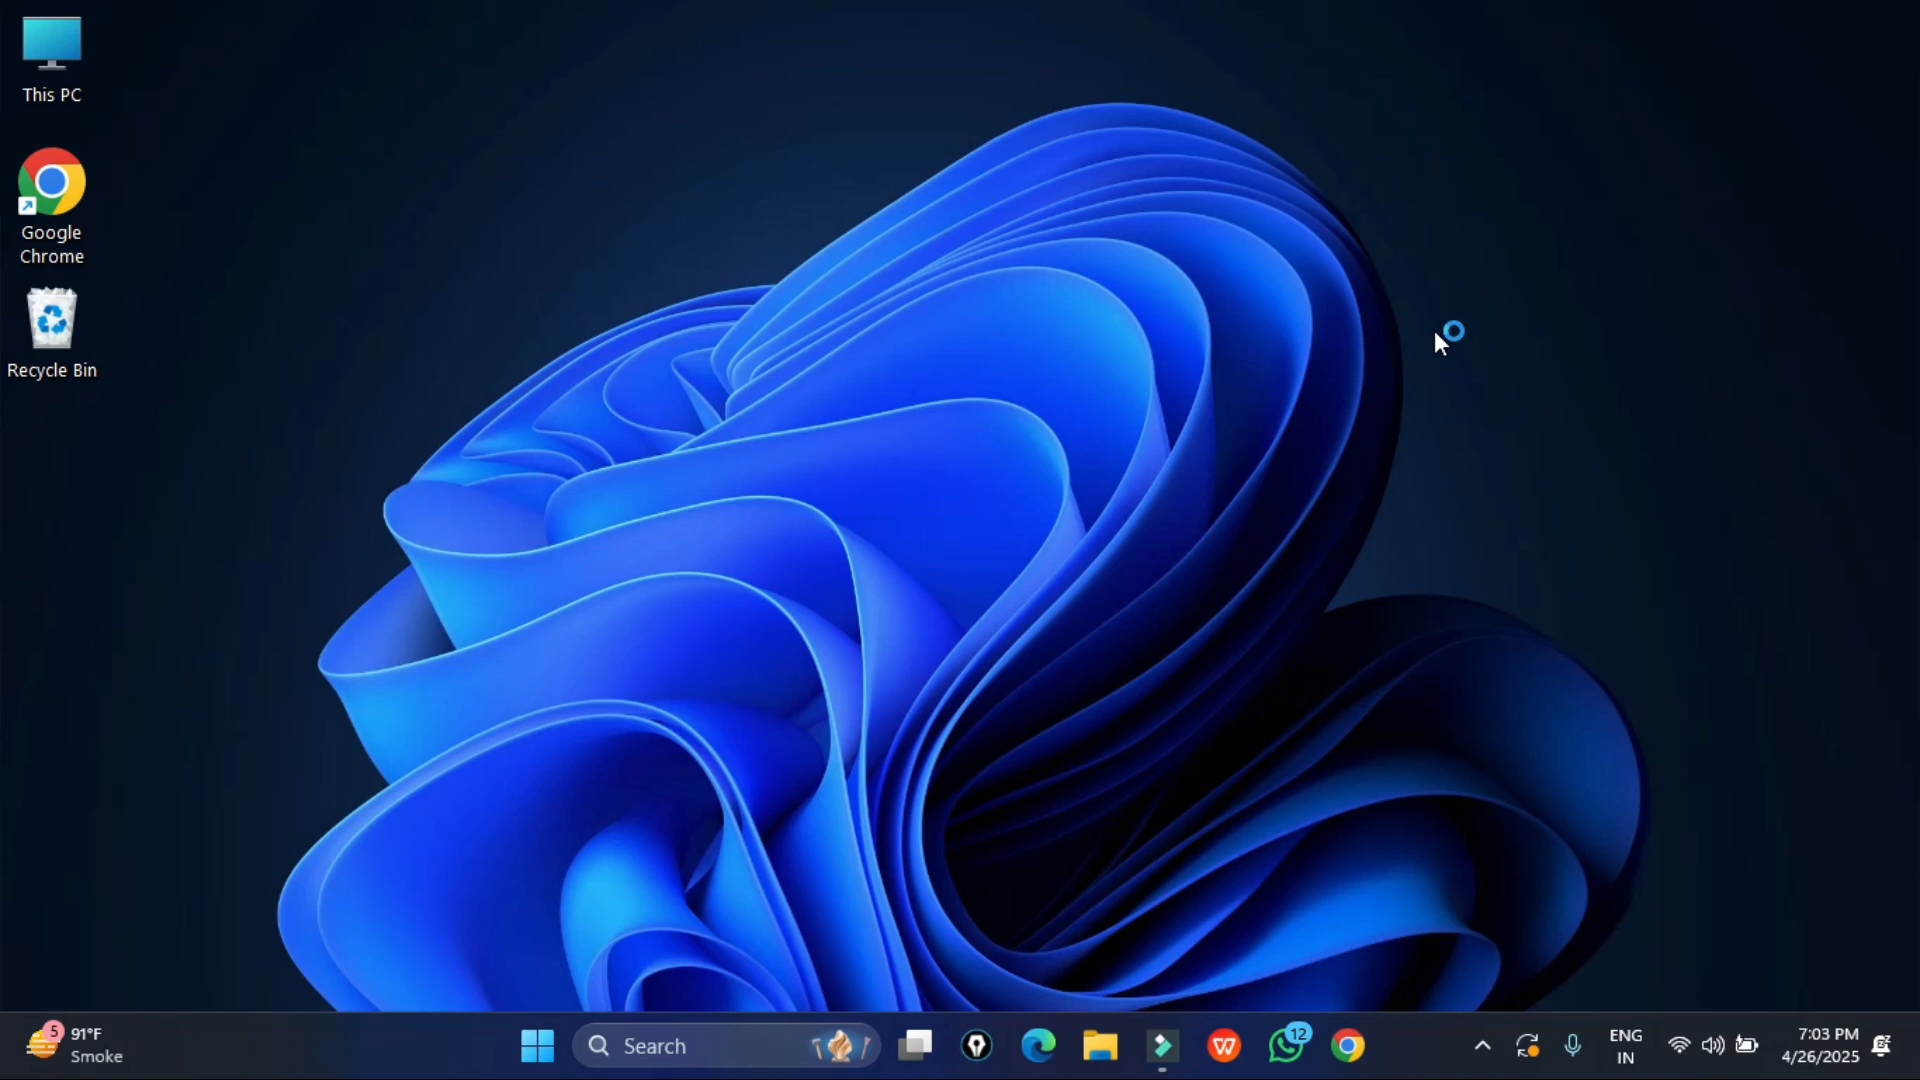 This PC
Google
Chrome
Recycle Bin
5
91°F
Smoke
Search
12
ENG
IN
7:03 PM
4/26/2025